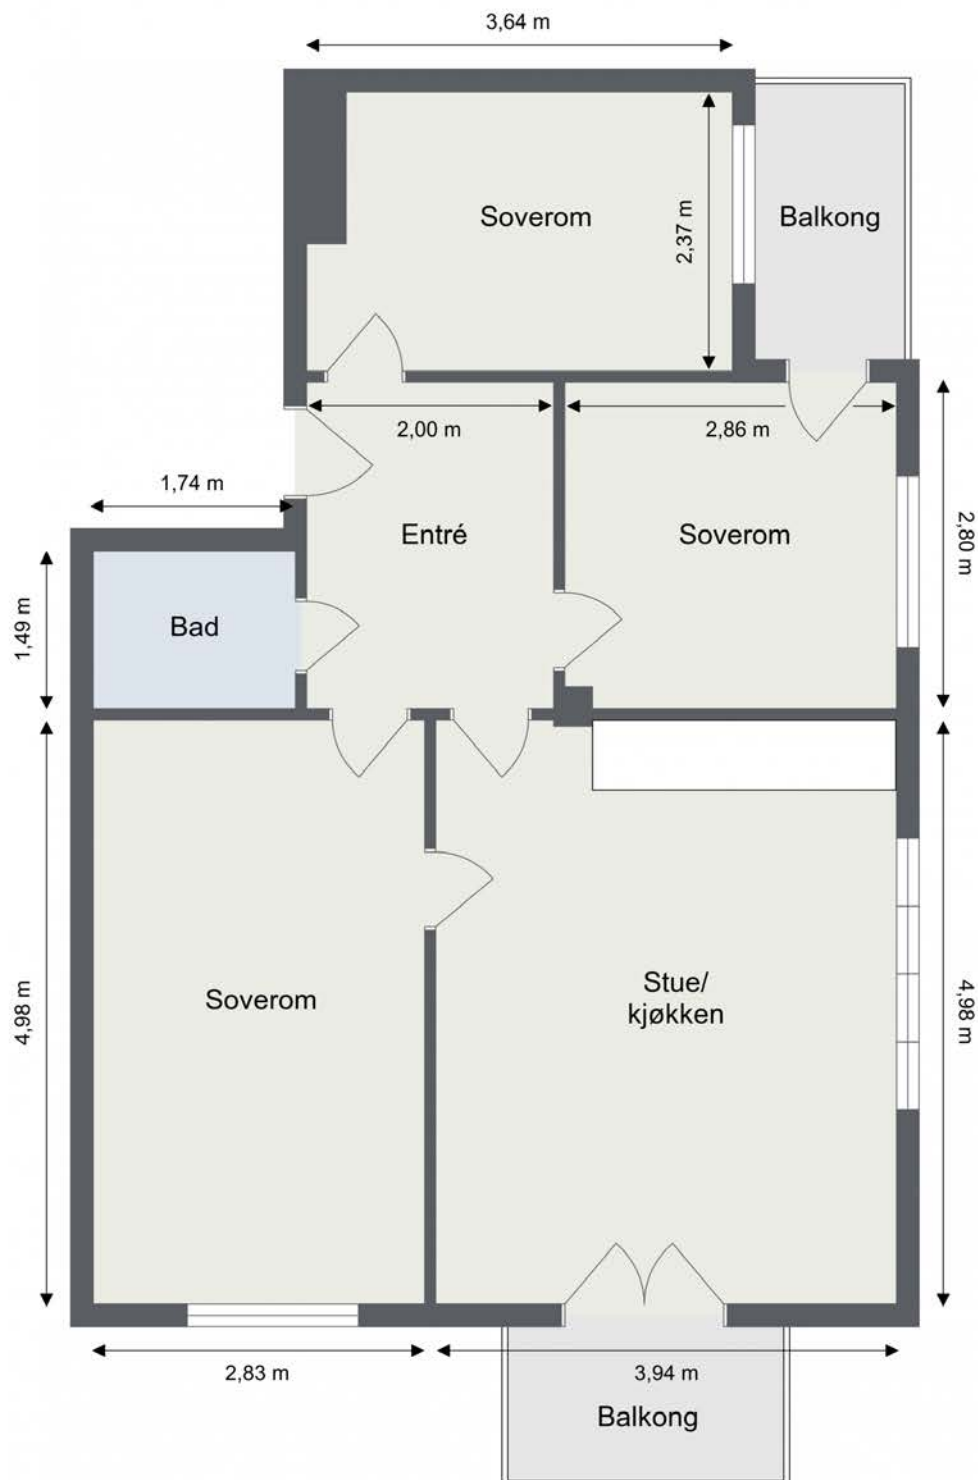 3,64 m
Soverom
2,37 m
Balkong
2,00 m
2,86 m
1,74 m
Entré
Soverom
2,80 m
1,49 m
Bad
4,98 m
Soverom
Stue/
kjøkken
4,98 m
2,83 m
3,94 m
Balkong